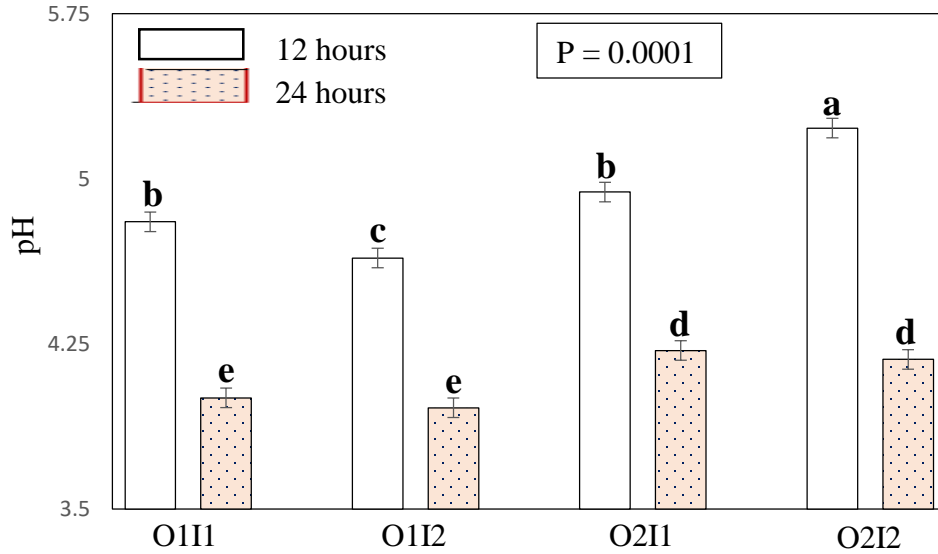 5.75
12 hours
P = 0.0001
24 hours
a
5
b
b
c
pH
4.25
d
d
e
e
3.5
O1I1
O1I2
O2I1
O2I2